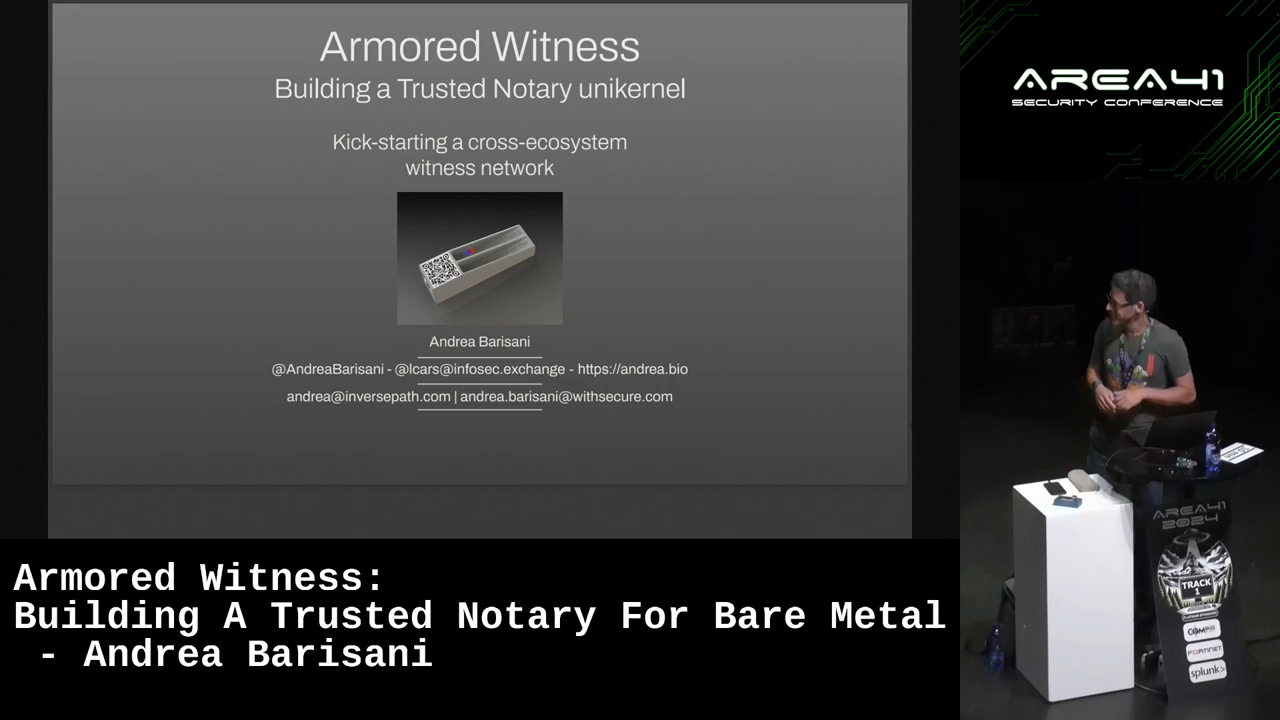 Armored Witness
Building a Trusted Notary unikernel
Kick-starting a cross-ecosystem
witness network
Andrea Barisani
@AndreaBarisani - @lcars@infosec.exchange - https://andrea.bio
andrea@inversepath.com | andrea.barisani@withsecure.com
AREA41
SECURITY CONFERENCE
AREA41
2024
TRACK
1
COMPASS
FORTINET
splunk>
Armored Witness:
Building A Trusted Notary For Bare Metal
- Andrea Barisani